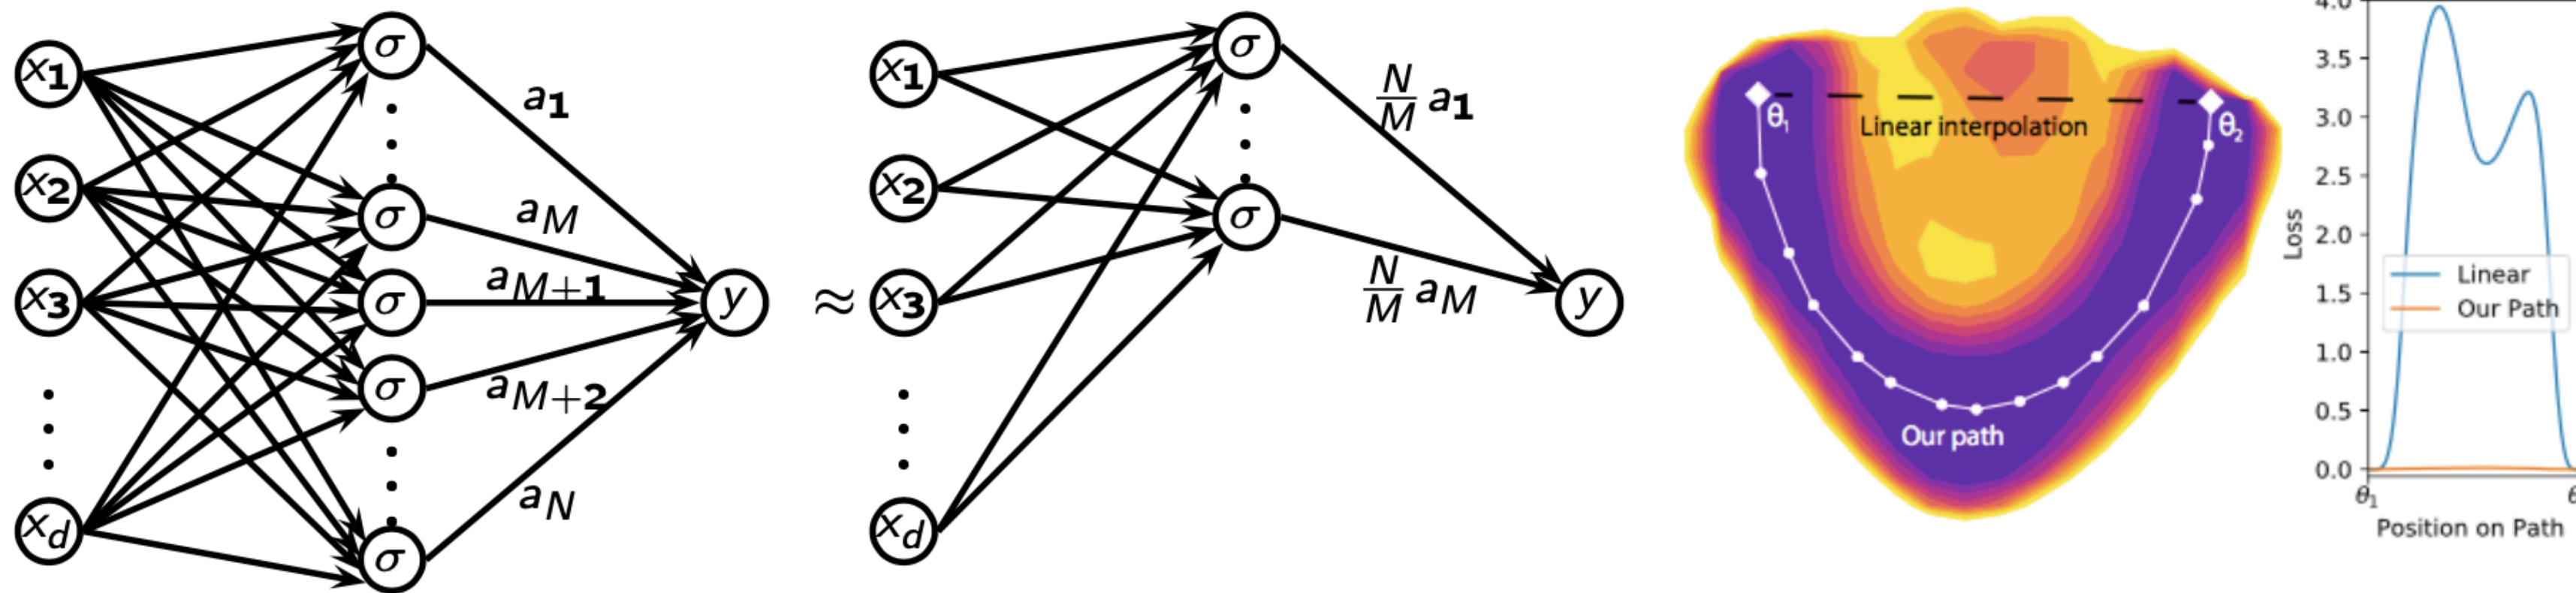 x1
x2
x3
xd
σ
σ
σ
σ
σ
a1
aM
aM+1
aM+2
aN
y
≈
x1
x2
x3
xd
σ
σ
N/M a1
N/M aM
y
θ1
θ2
Linear interpolation
Our path
Loss
4.0
3.5
3.0
2.5
2.0
1.5
1.0
0.5
0.0
Linear
Our Path
θ1
Position on Path